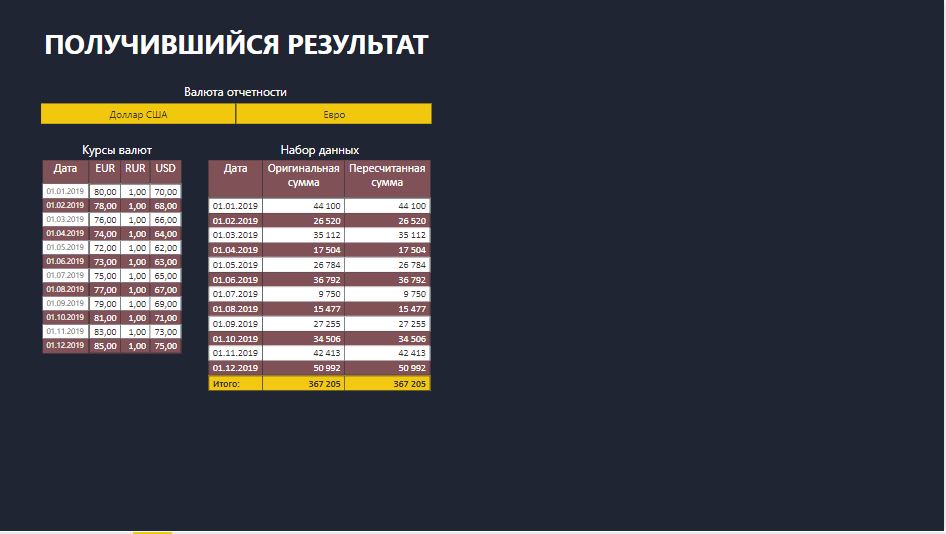 ПОЛУЧИВШИЙСЯ РЕЗУЛЬТАТ
Валюта отчетности
Доллар США Евро
Курсы валют
Дата EUR RUR USD
01.01.2019 80,00 1,00 70,00
01.02.2019 78,00 1,00 68,00
01.03.2019 76,00 1,00 66,00
01.04.2019 74,00 1,00 64,00
01.05.2019 72,00 1,00 62,00
01.06.2019 73,00 1,00 63,00
01.07.2019 75,00 1,00 65,00
01.08.2019 77,00 1,00 67,00
01.09.2019 79,00 1,00 69,00
01.10.2019 81,00 1,00 71,00
01.11.2019 83,00 1,00 73,00
01.12.2019 85,00 1,00 75,00
Набор данных
Дата Оригинальная Пересчитанная
сумма сумма
01.01.2019 44 100 44 100
01.02.2019 26 520 26 520
01.03.2019 35 112 35 112
01.04.2019 17 504 17 504
01.05.2019 26 784 26 784
01.06.2019 36 792 36 792
01.07.2019 9 750 9 750
01.08.2019 15 477 15 477
01.09.2019 27 255 27 255
01.10.2019 34 506 34 506
01.11.2019 42 413 42 413
01.12.2019 50 992 50 992
Итого: 367 205 367 205